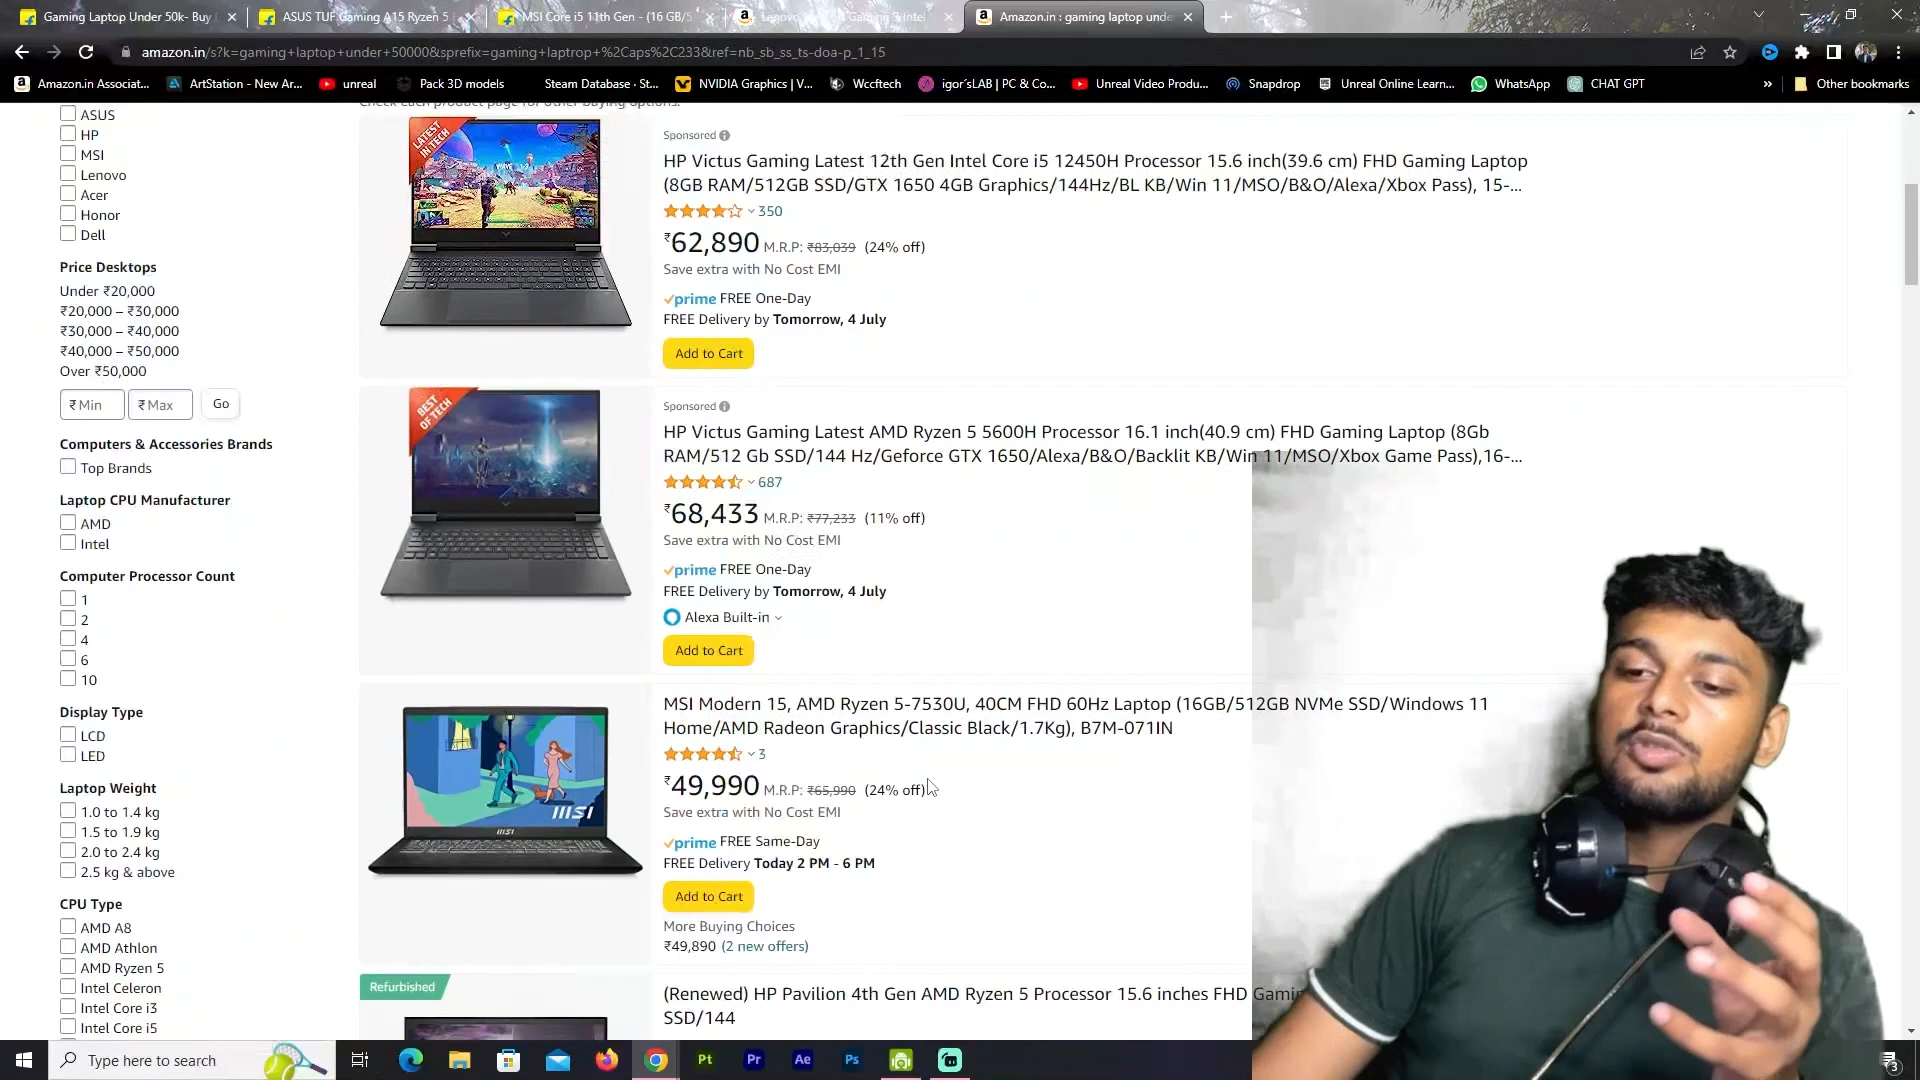 Gaming Laptop Under 50k- Buy
ASUS TUF Gaming A15 Ryzen 5
MSI Core i5 11th Gen - (16 GB/5
Amazon.in : gaming laptop unde
amazon.in/s?k=gaming+laptop+under+50000&sprefix=gaming+laptrop+%2Caps%2C233&ref=nb_sb_ss_ts-doa-p_1_15
Amazon.in Associat...
ArtStation - New Ar...
unreal
Pack 3D models
Steam Database · St...
NVIDIA Graphics | V...
Wccftech
igor´sLAB | PC & Co...
Unreal Video Produ...
Snapdrop
Unreal Online Learn...
WhatsApp
CHAT GPT
»
Other bookmarks
Check each product page for other buying options.
ASUS
HP
MSI
Lenovo
Acer
Honor
Dell
Price Desktops
Under ₹20,000
₹20,000 – ₹30,000
₹30,000 – ₹40,000
₹40,000 – ₹50,000
Over ₹50,000
₹ Min
₹ Max
Go
Computers & Accessories Brands
Top Brands
Laptop CPU Manufacturer
AMD
Intel
Computer Processor Count
1
2
4
6
10
Display Type
LCD
LED
Laptop Weight
1.0 to 1.4 kg
1.5 to 1.9 kg
2.0 to 2.4 kg
2.5 kg & above
CPU Type
AMD A8
AMD Athlon
AMD Ryzen 5
Intel Celeron
Intel Core i3
Intel Core i5
LATEST
IN TECH
Sponsored
HP Victus Gaming Latest 12th Gen Intel Core i5 12450H Processor 15.6 inch(39.6 cm) FHD Gaming Laptop
(8GB RAM/512GB SSD/GTX 1650 4GB Graphics/144Hz/BL KB/Win 11/MSO/B&O/Alexa/Xbox Pass), 15-...
350
₹62,890 M.R.P: ₹83,039 (24% off)
Save extra with No Cost EMI
prime FREE One-Day
FREE Delivery by Tomorrow, 4 July
Add to Cart
BEST
OF TECH
Sponsored
HP Victus Gaming Latest AMD Ryzen 5 5600H Processor 16.1 inch(40.9 cm) FHD Gaming Laptop (8Gb
RAM/512 Gb SSD/144 Hz/Geforce GTX 1650/Alexa/B&O/Backlit KB/Win 11/MSO/Xbox Game Pass),16-...
687
₹68,433 M.R.P: ₹77,233 (11% off)
Save extra with No Cost EMI
prime FREE One-Day
FREE Delivery by Tomorrow, 4 July
Alexa Built-in
Add to Cart
msi
msi
MSI Modern 15, AMD Ryzen 5-7530U, 40CM FHD 60Hz Laptop (16GB/512GB NVMe SSD/Windows 11
Home/AMD Radeon Graphics/Classic Black/1.7Kg), B7M-071IN
3
₹49,990 M.R.P: ₹65,990 (24% off)
Save extra with No Cost EMI
prime FREE Same-Day
FREE Delivery Today 2 PM - 6 PM
Add to Cart
More Buying Choices
₹49,890 (2 new offers)
Refurbished
(Renewed) HP Pavilion 4th Gen AMD Ryzen 5 Processor 15.6 inches FHD Gamin
SSD/144
Type here to search
Pt
Pr
Ae
Ps
3